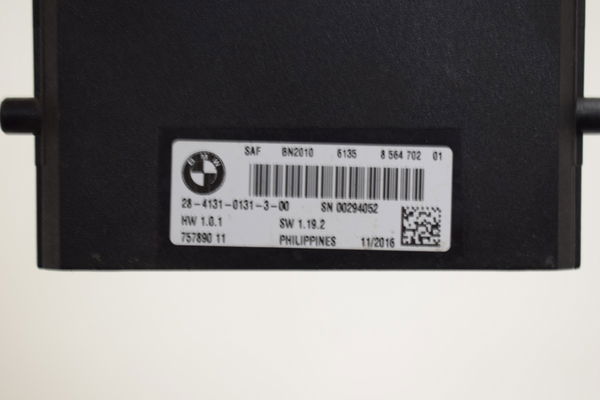 SAF BN2010 6135 8 564 702 01
BMW
28-4131-0131-3-00 SN 00294052
HW 1.0.1 SW 1.19.2
757890 11 PHILIPPINES 11/2016